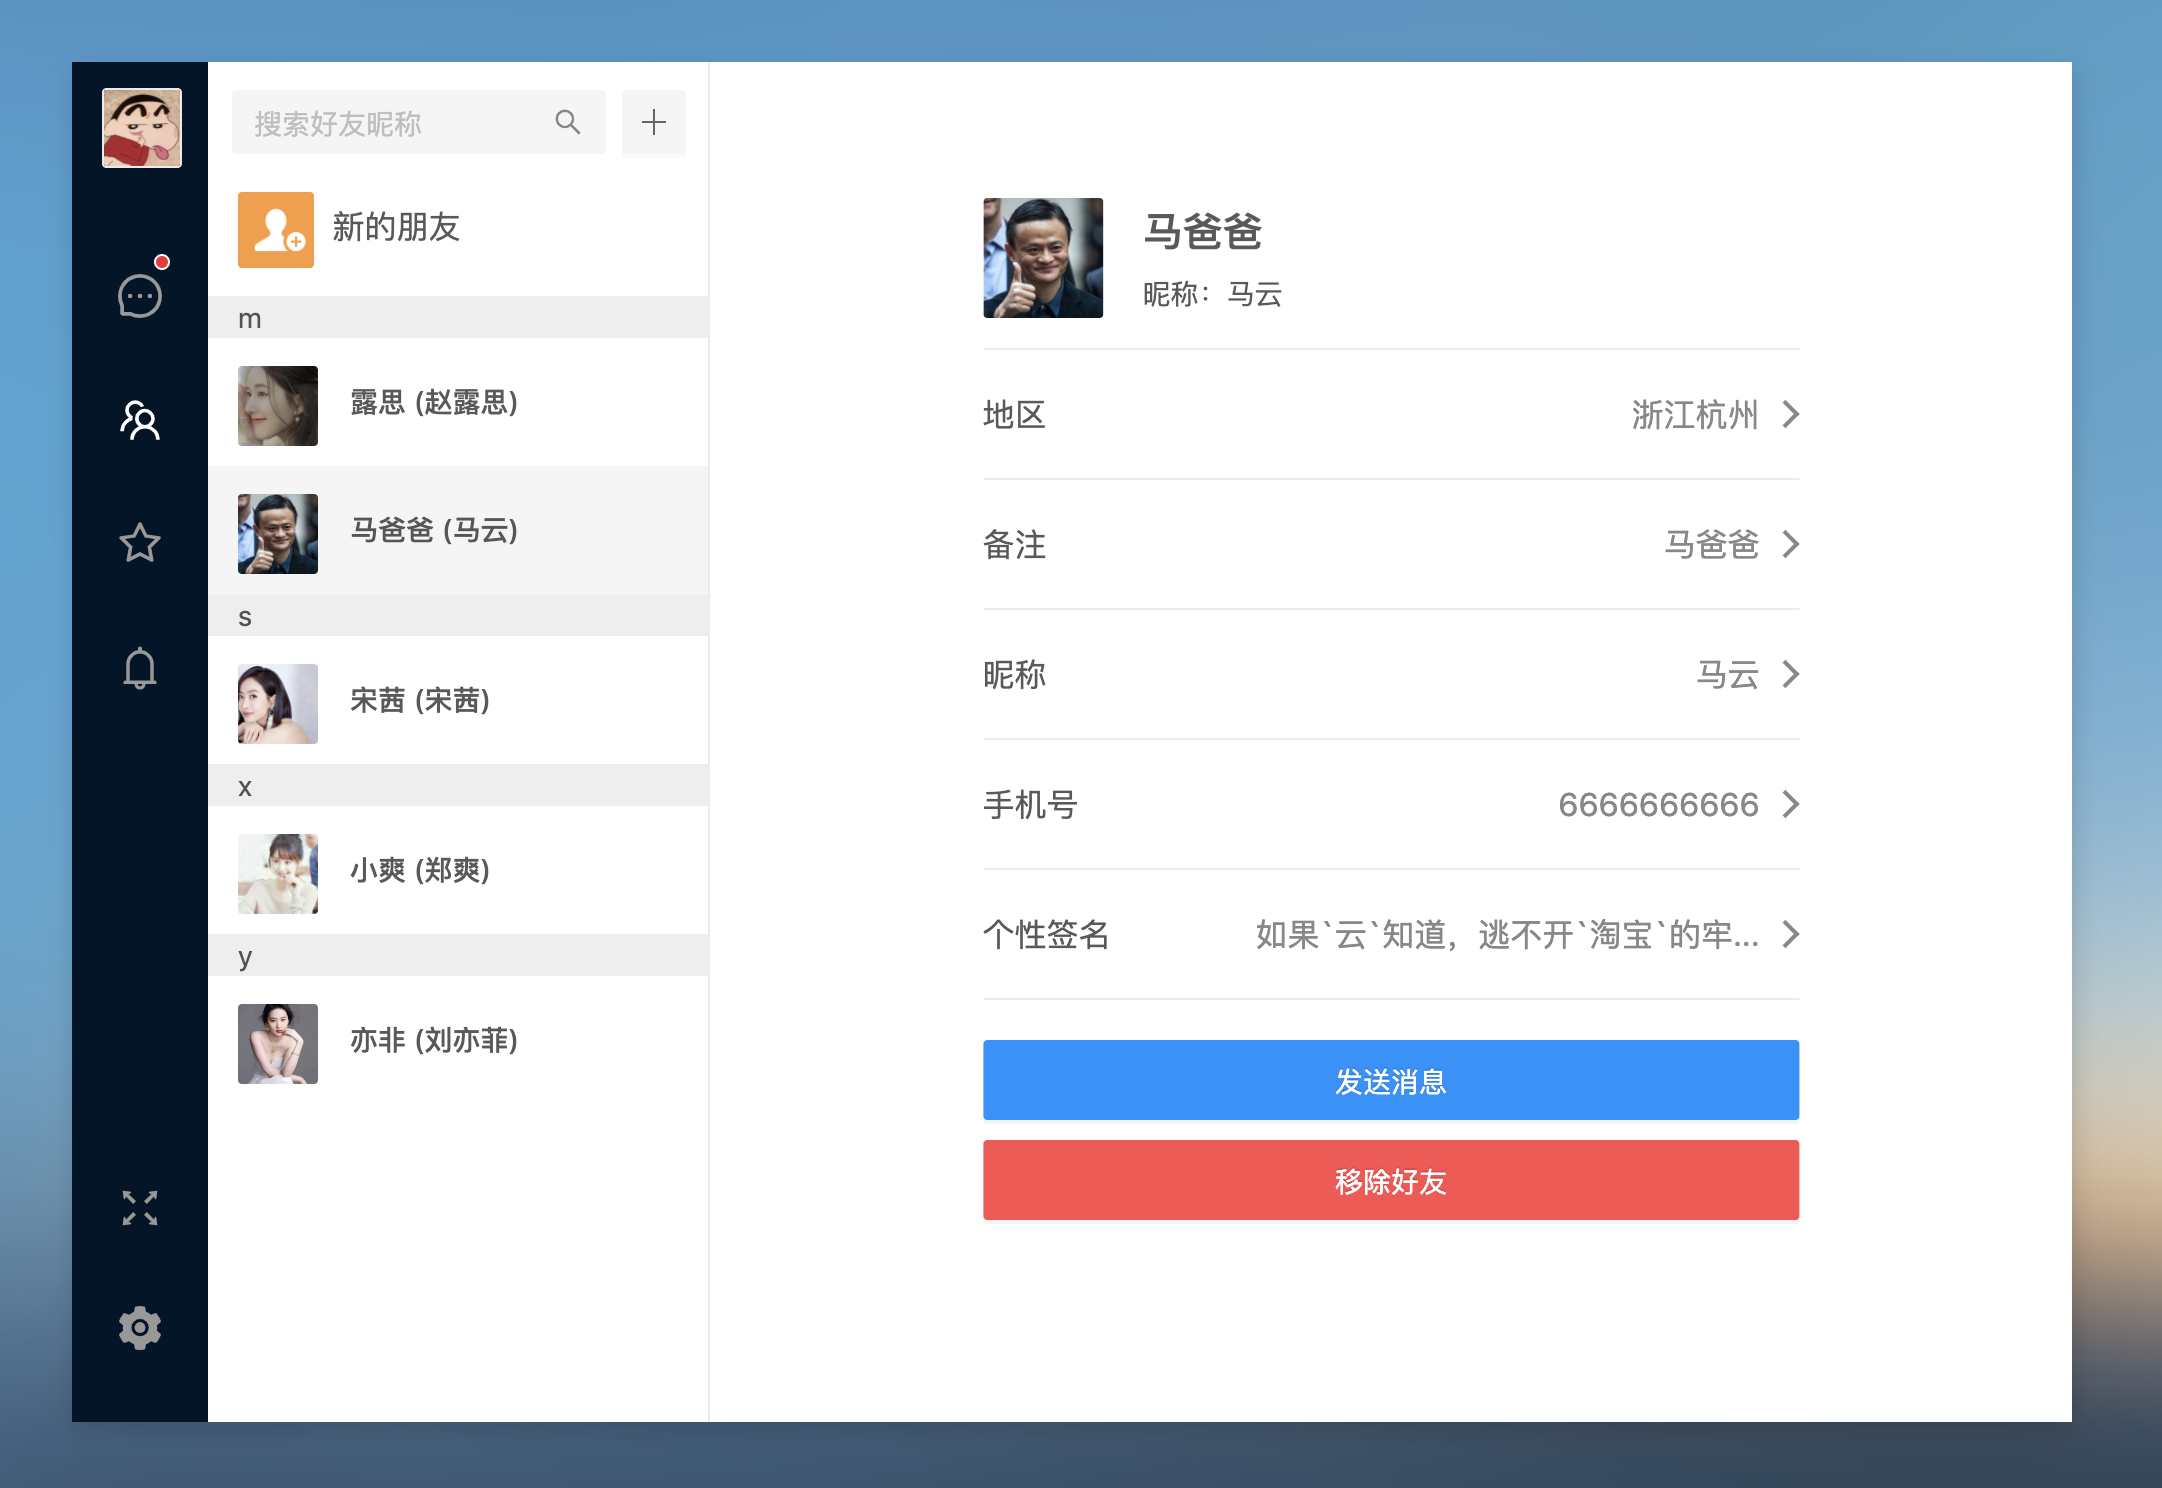 搜索好友昵称
新的朋友
m
露思 (赵露思)
马爸爸 (马云)
s
宋茜 (宋茜)
x
小爽 (郑爽)
y
亦非 (刘亦菲)
马爸爸
昵称：马云
地区 浙江杭州
备注 马爸爸
昵称 马云
手机号 6666666666
个性签名 如果`云`知道，逃不开`淘宝`的牢...
发送消息
移除好友